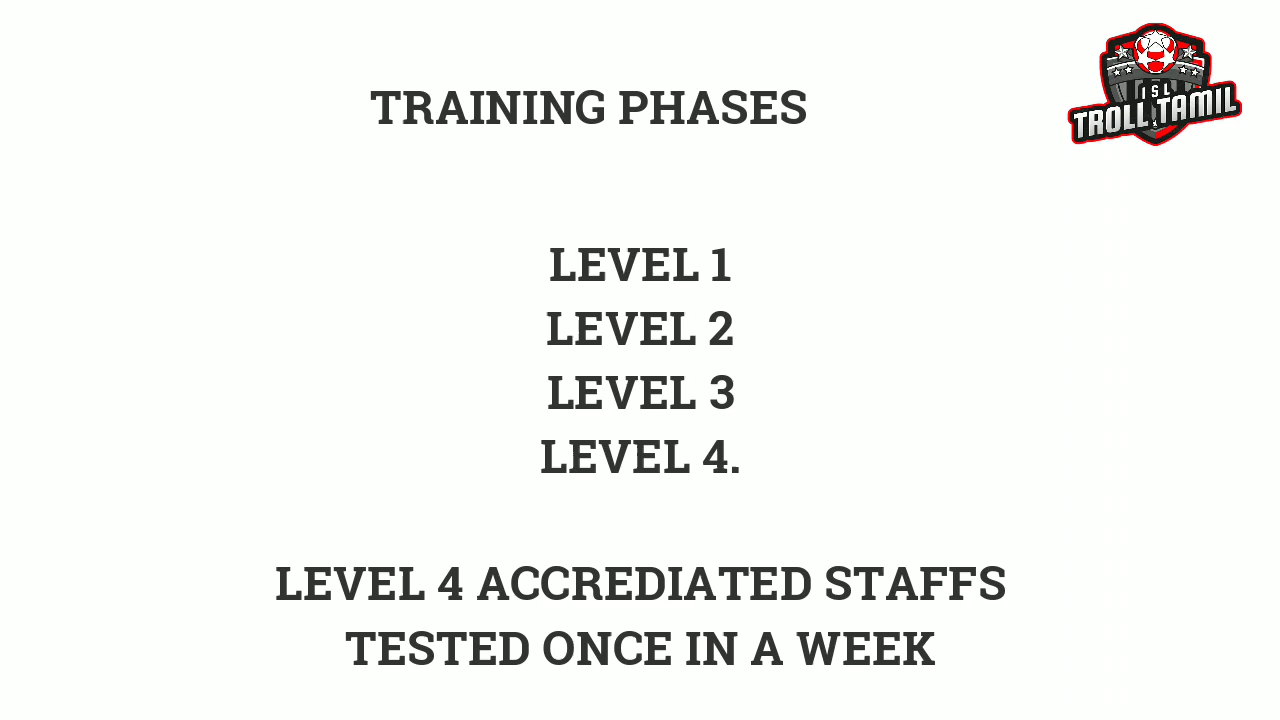 TRAINING PHASES
ISL
TROLL TAMIL
LEVEL 1
LEVEL 2
LEVEL 3
LEVEL 4.
LEVEL 4 ACCREDIATED STAFFS
TESTED ONCE IN A WEEK